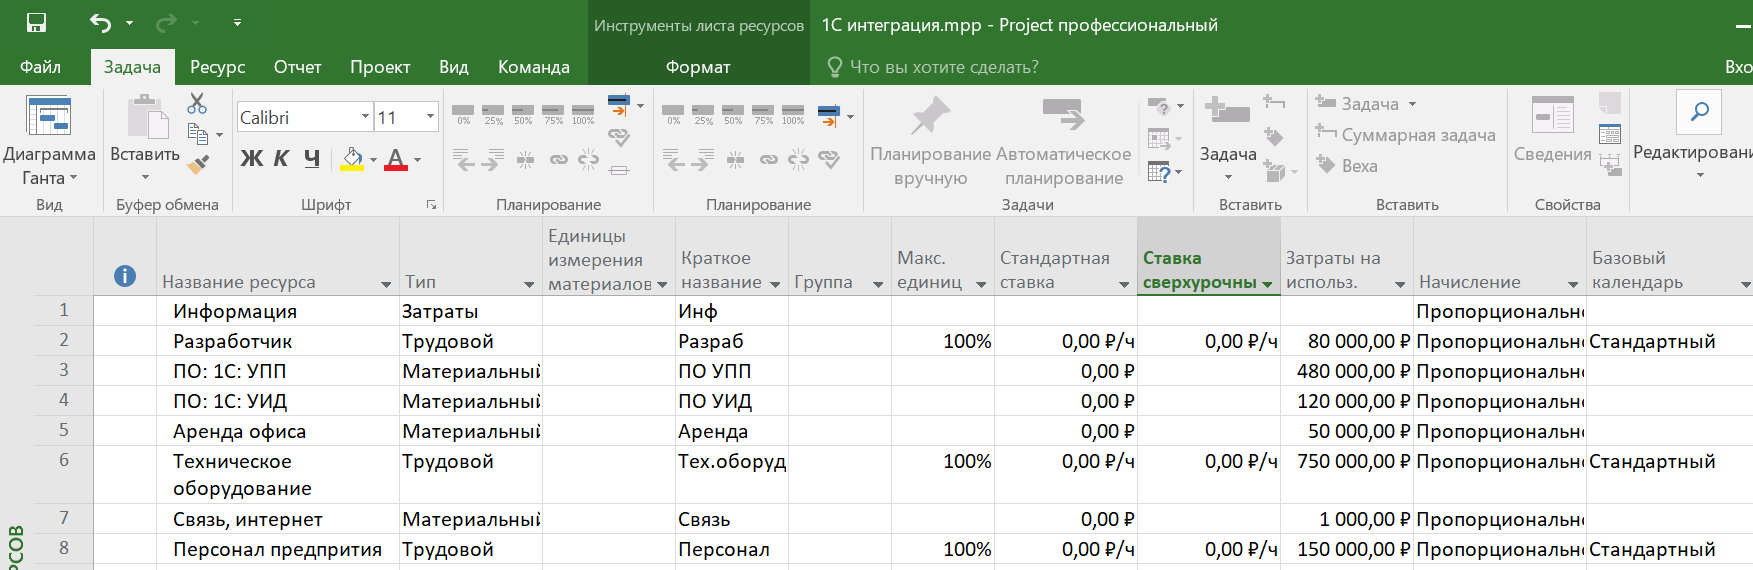 Инструменты листа ресурсов
1С интеграция.mpp - Project профессиональный
Файл Задача Ресурс Отчет Проект Вид Команда Формат Что вы хотите сделать?
Calibri 11
0% 25% 50% 75% 100%
0% 25% 50% 75% 100%
Ж К Ч А
Диаграмма Ганта
Вставить
Планирование вручную
Автоматическое планирование
Задача
Задача
Суммарная задача
Веха
Сведения
Вид Буфер обмена Шрифт Планирование Планирование Задачи Вставить Вставить Свойства
Название ресурса Тип Единицы измерения материалов Краткое название Группа Макс. единиц Стандартная ставка Ставка сверхурочны Затраты на использ. Начисление Базовый календарь
1 Информация Затраты Инф Пропорциональн
2 Разработчик Трудовой Разраб 100% 0,00 ₽/ч 0,00 ₽/ч 80 000,00 ₽ Пропорциональн Стандартный
3 ПО: 1С: УПП Материальный ПО УПП 0,00 ₽ 480 000,00 ₽ Пропорциональн
4 ПО: 1С: УИД Материальный ПО УИД 0,00 ₽ 120 000,00 ₽ Пропорциональн
5 Аренда офиса Материальный Аренда 0,00 ₽ 50 000,00 ₽ Пропорциональн
6 Техническое оборудование Трудовой Тех.оборуд 100% 0,00 ₽/ч 0,00 ₽/ч 750 000,00 ₽ Пропорциональн Стандартный
7 Связь, интернет Материальный Связь 0,00 ₽ 1 000,00 ₽ Пропорциональн
8 Персонал предпрития Трудовой Персонал 100% 0,00 ₽/ч 0,00 ₽/ч 150 000,00 ₽ Пропорциональн Стандартный